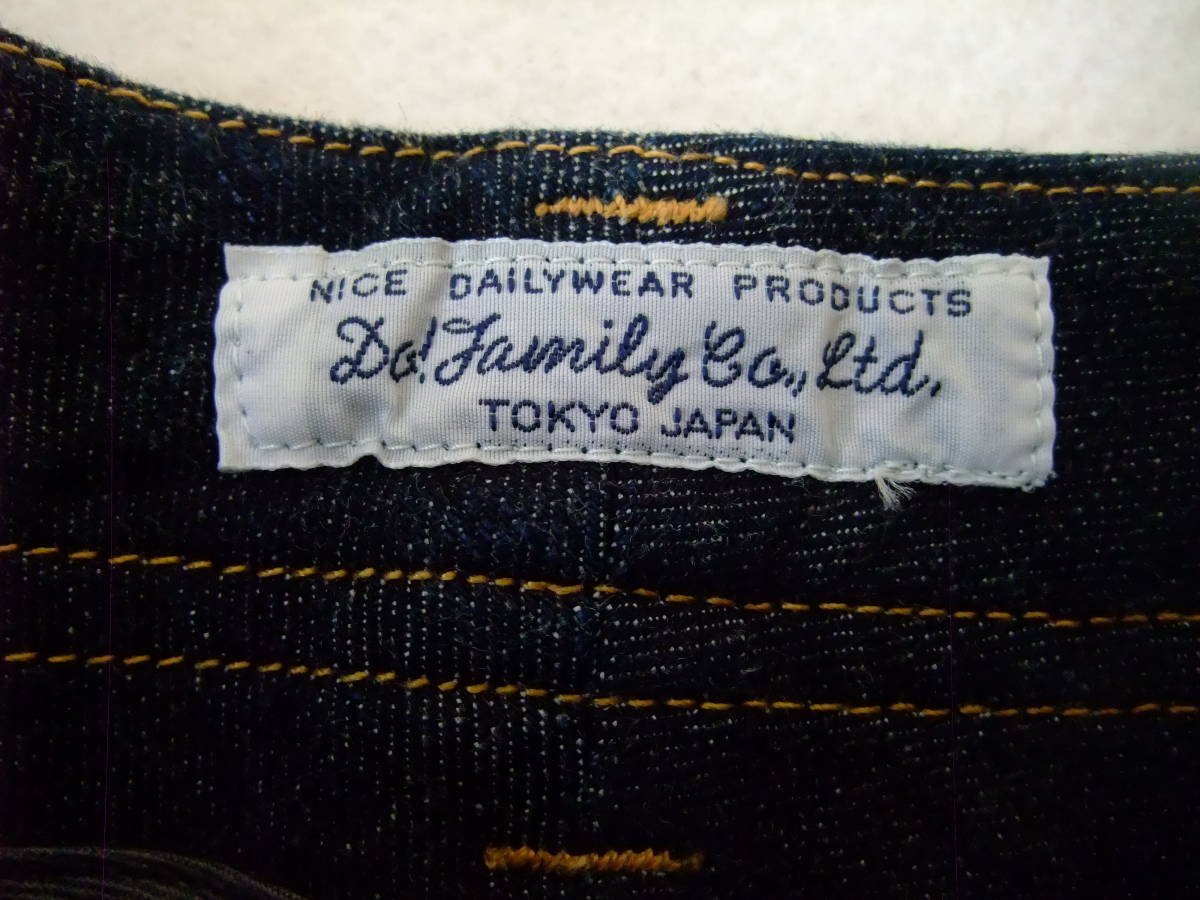 NICE DAILYWEAR PRODUCTS
Do! Family Co., Ltd.
TOKYO JAPAN